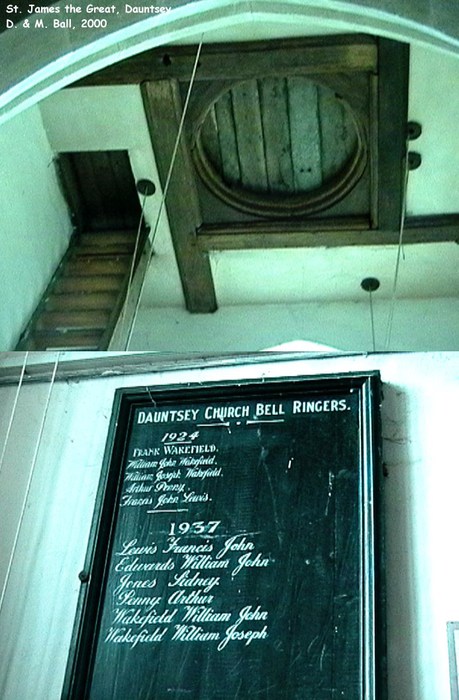 St. James the Great, Dauntsey
D. & M. Ball, 2000
DAUNTSEY CHURCH BELL RINGERS.
1924
FRANK WAKEFIELD.
William John Wakefield.
William Joseph Wakefield.
Arthur Penny.
Francis John Lewis.
1937
Lewis Francis John
Edwards William John
Jones Sidney
Penny Arthur
Wakefield William John
Wakefield William Joseph